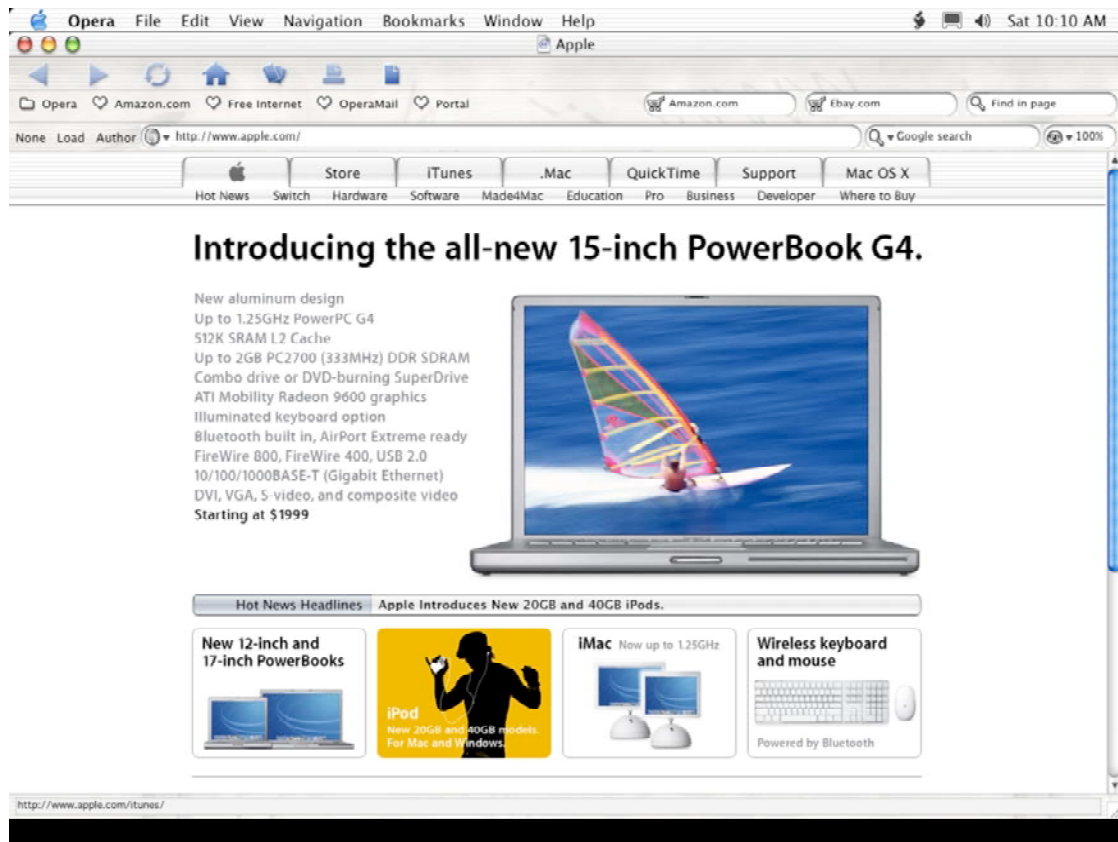 Opera File Edit View Navigation Bookmarks Window Help Sat 10:10 AM
Apple
Opera Amazon.com Free Internet OperaMail Portal Amazon.com Ebay.com Find in page
None Load Author http://www.apple.com/ Google search 100%
Store iTunes .Mac QuickTime Support Mac OS X
Hot News Switch Hardware Software Made4Mac Education Pro Business Developer Where to Buy
Introducing the all-new 15-inch PowerBook G4.
New aluminum design
Up to 1.25GHz PowerPC G4
512K SRAM L2 Cache
Up to 2GB PC2700 (333MHz) DDR SDRAM
Combo drive or DVD-burning SuperDrive
ATI Mobility Radeon 9600 graphics
Illuminated keyboard option
Bluetooth built in, AirPort Extreme ready
FireWire 800, FireWire 400, USB 2.0
10/100/1000BASE-T (Gigabit Ethernet)
DVI, VGA, S-video, and composite video
Starting at $1999
Hot News Headlines Apple Introduces New 20GB and 40GB iPods.
New 12-inch and
17-inch PowerBooks
iPod
New 20GB and 40GB models.
For Mac and Windows.
iMac Now up to 1.25GHz
Wireless keyboard
and mouse
Powered by Bluetooth
http://www.apple.com/itunes/